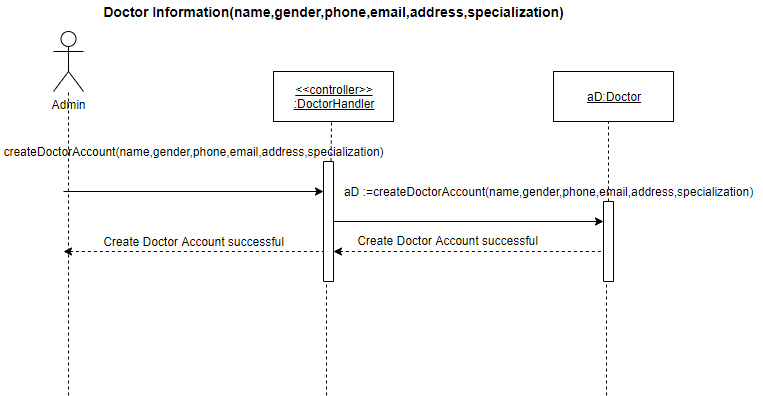 Doctor Information(name,gender,phone,email,address,specialization)
Admin
<<controller>>
:DoctorHandler
aD:Doctor
createDoctorAccount(name,gender,phone,email,address,specialization)
aD :=createDoctorAccount(name,gender,phone,email,address,specialization)
Create Doctor Account successful
Create Doctor Account successful